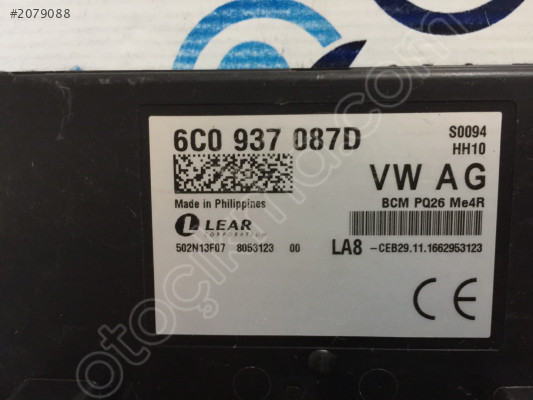 #2079088
6C0 937 087D
S0094
HH10
VW AG
Made in Philippines
BCM PQ26 Me4R
LEAR
CORPORATION
502N13F07 8053123 00
LA8 -CEB29.11.1662953123
CE
otoçıkma.com